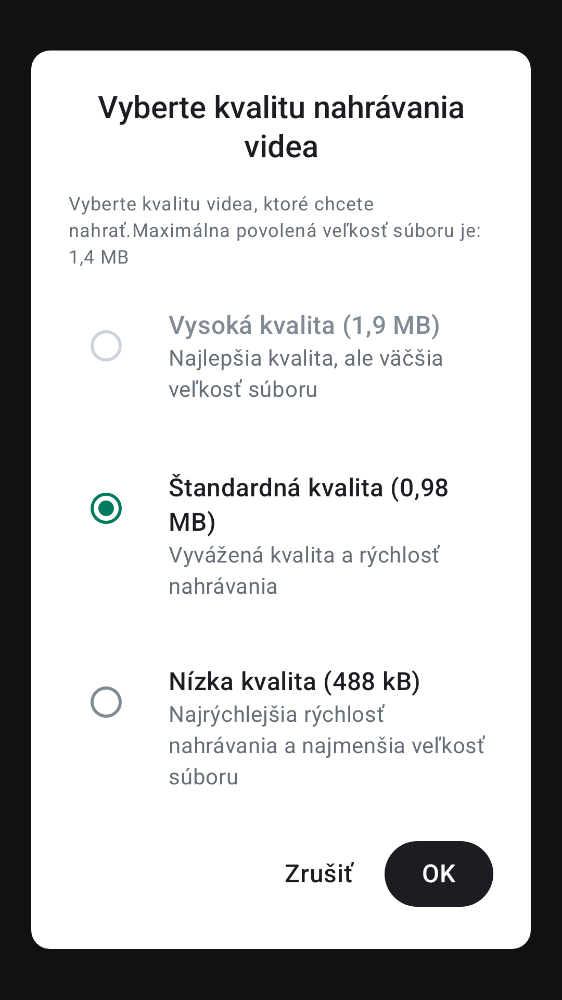 Vyberte kvalitu nahrávania
videa
Vyberte kvalitu videa, ktoré chcete
nahrať.Maximálna povolená veľkosť súboru je:
1,4 MB
Vysoká kvalita (1,9 MB)
Najlepšia kvalita, ale väčšia
veľkosť súboru
Štandardná kvalita (0,98
MB)
Vyvážená kvalita a rýchlosť
nahrávania
Nízka kvalita (488 kB)
Najrýchlejšia rýchlosť
nahrávania a najmenšia veľkosť
súboru
Zrušiť
OK